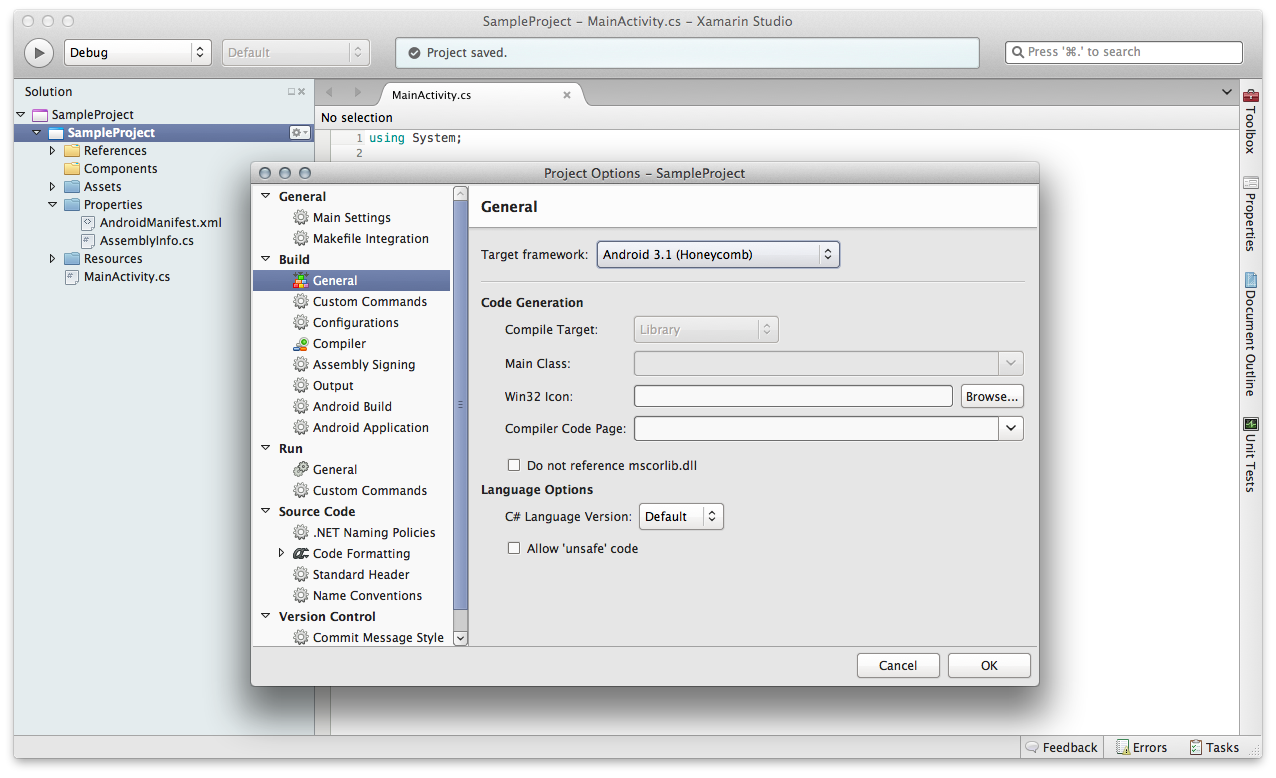 SampleProject – MainActivity.cs – Xamarin Studio
Debug
Default
Project saved.
Press '⌘.' to search
Solution
SampleProject
SampleProject
References
Components
Assets
Properties
AndroidManifest.xml
AssemblyInfo.cs
Resources
MainActivity.cs
MainActivity.cs
No selection
1 using System;
2
Project Options – SampleProject
General
Main Settings
Makefile Integration
Build
General
Custom Commands
Configurations
Compiler
Assembly Signing
Output
Android Build
Android Application
Run
General
Custom Commands
Source Code
.NET Naming Policies
Code Formatting
Standard Header
Name Conventions
Version Control
Commit Message Style
General
Target framework: Android 3.1 (Honeycomb)
Code Generation
Compile Target: Library
Main Class:
Win32 Icon: Browse...
Compiler Code Page:
Do not reference mscorlib.dll
Language Options
C# Language Version: Default
Allow 'unsafe' code
Cancel OK
Toolbox
Properties
Document Outline
Unit Tests
Feedback Errors Tasks